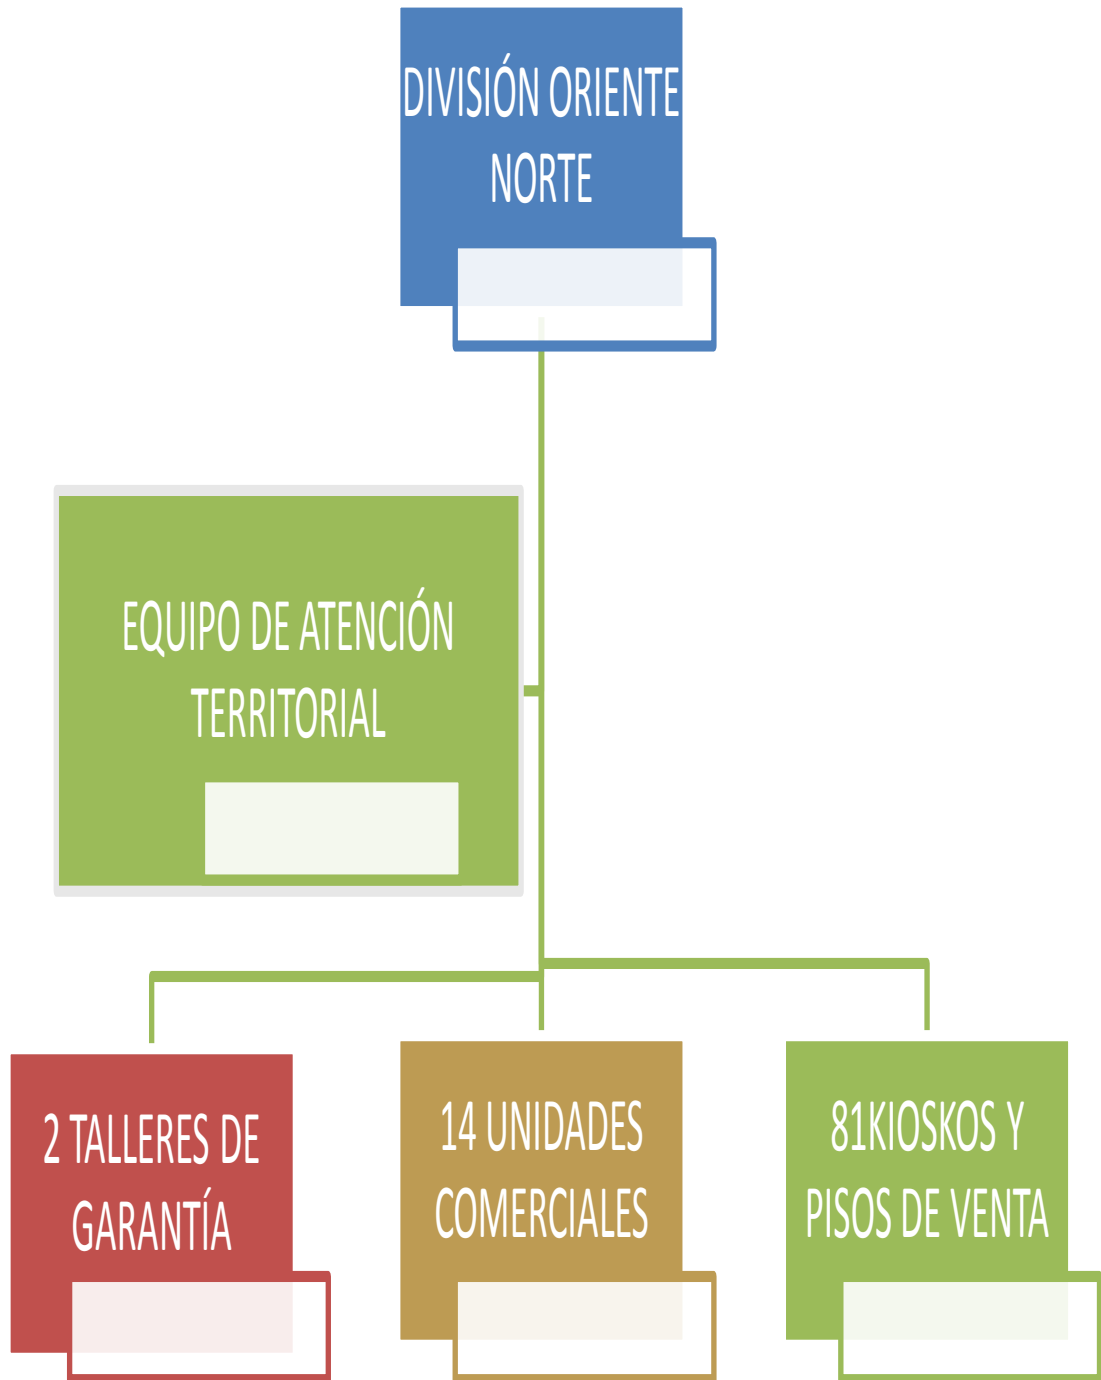 DIVISIÓN ORIENTE
NORTE
EQUIPO DE ATENCIÓN
TERRITORIAL
2 TALLERES DE
GARANTÍA
14 UNIDADES
COMERCIALES
81KIOSKOS Y
PISOS DE VENTA